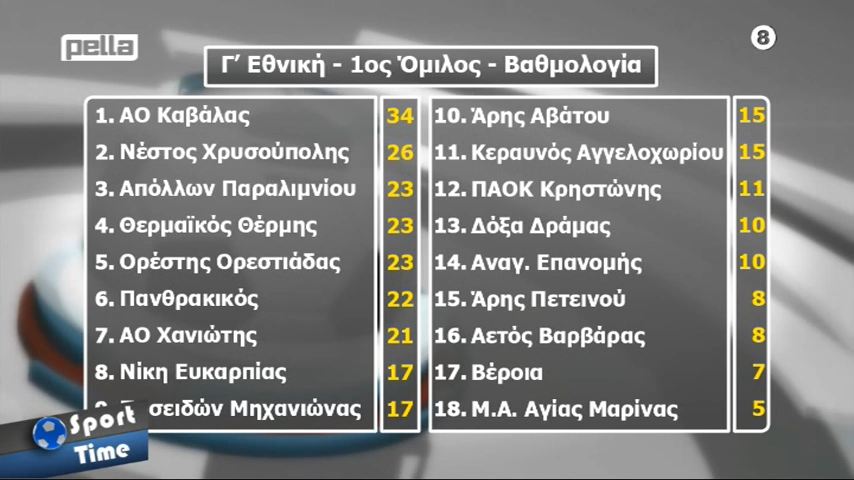 pella
8
Γ’ Εθνική - 1ος Όμιλος - Βαθμολογία
1. ΑΟ Καβάλας 34
2. Νέστος Χρυσούπολης 26
3. Απόλλων Παραλιμνίου 23
4. Θερμαϊκός Θέρμης 23
5. Ορέστης Ορεστιάδας 23
6. Πανθρακικός 22
7. ΑΟ Χανιώτης 21
8. Νίκη Ευκαρπίας 17
Μηχανιώνας 17
10. Άρης Αβάτου 15
11. Κεραυνός Αγγελοχωρίου 15
12. ΠΑΟΚ Κρηστώνης 11
13. Δόξα Δράμας 10
14. Αναγ. Επανομής 10
15. Άρης Πετεινού 8
16. Αετός Βαρβάρας 8
17. Βέροια 7
18. Μ.Α. Αγίας Μαρίνας 5
Sport
Time